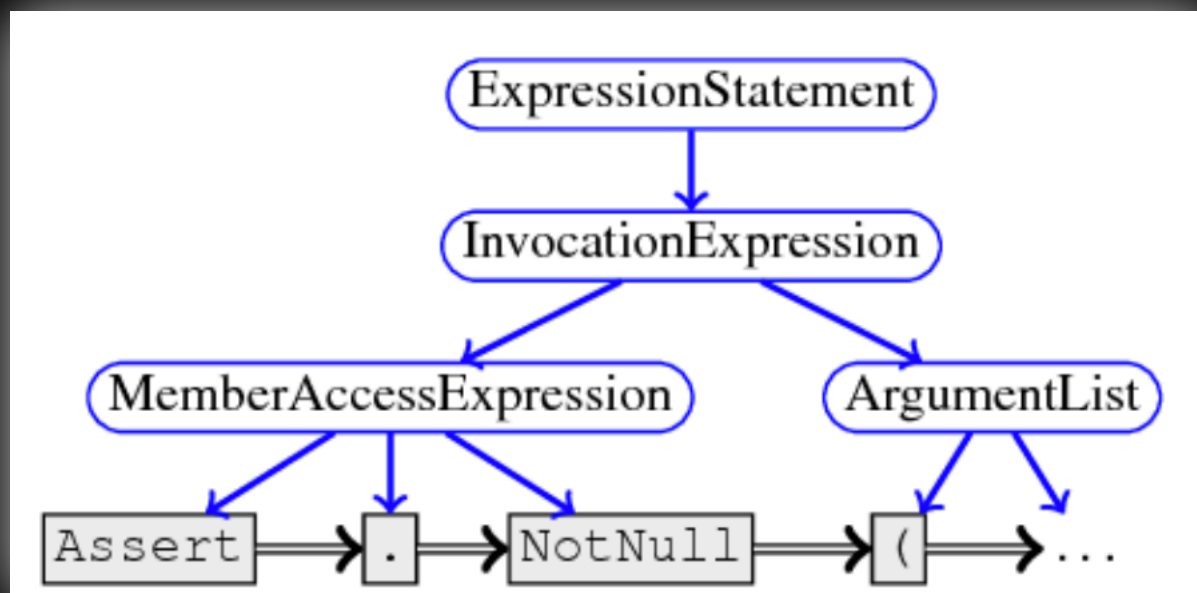 ExpressionStatement
InvocationExpression
MemberAccessExpression ArgumentList
Assert . NotNull ( ...